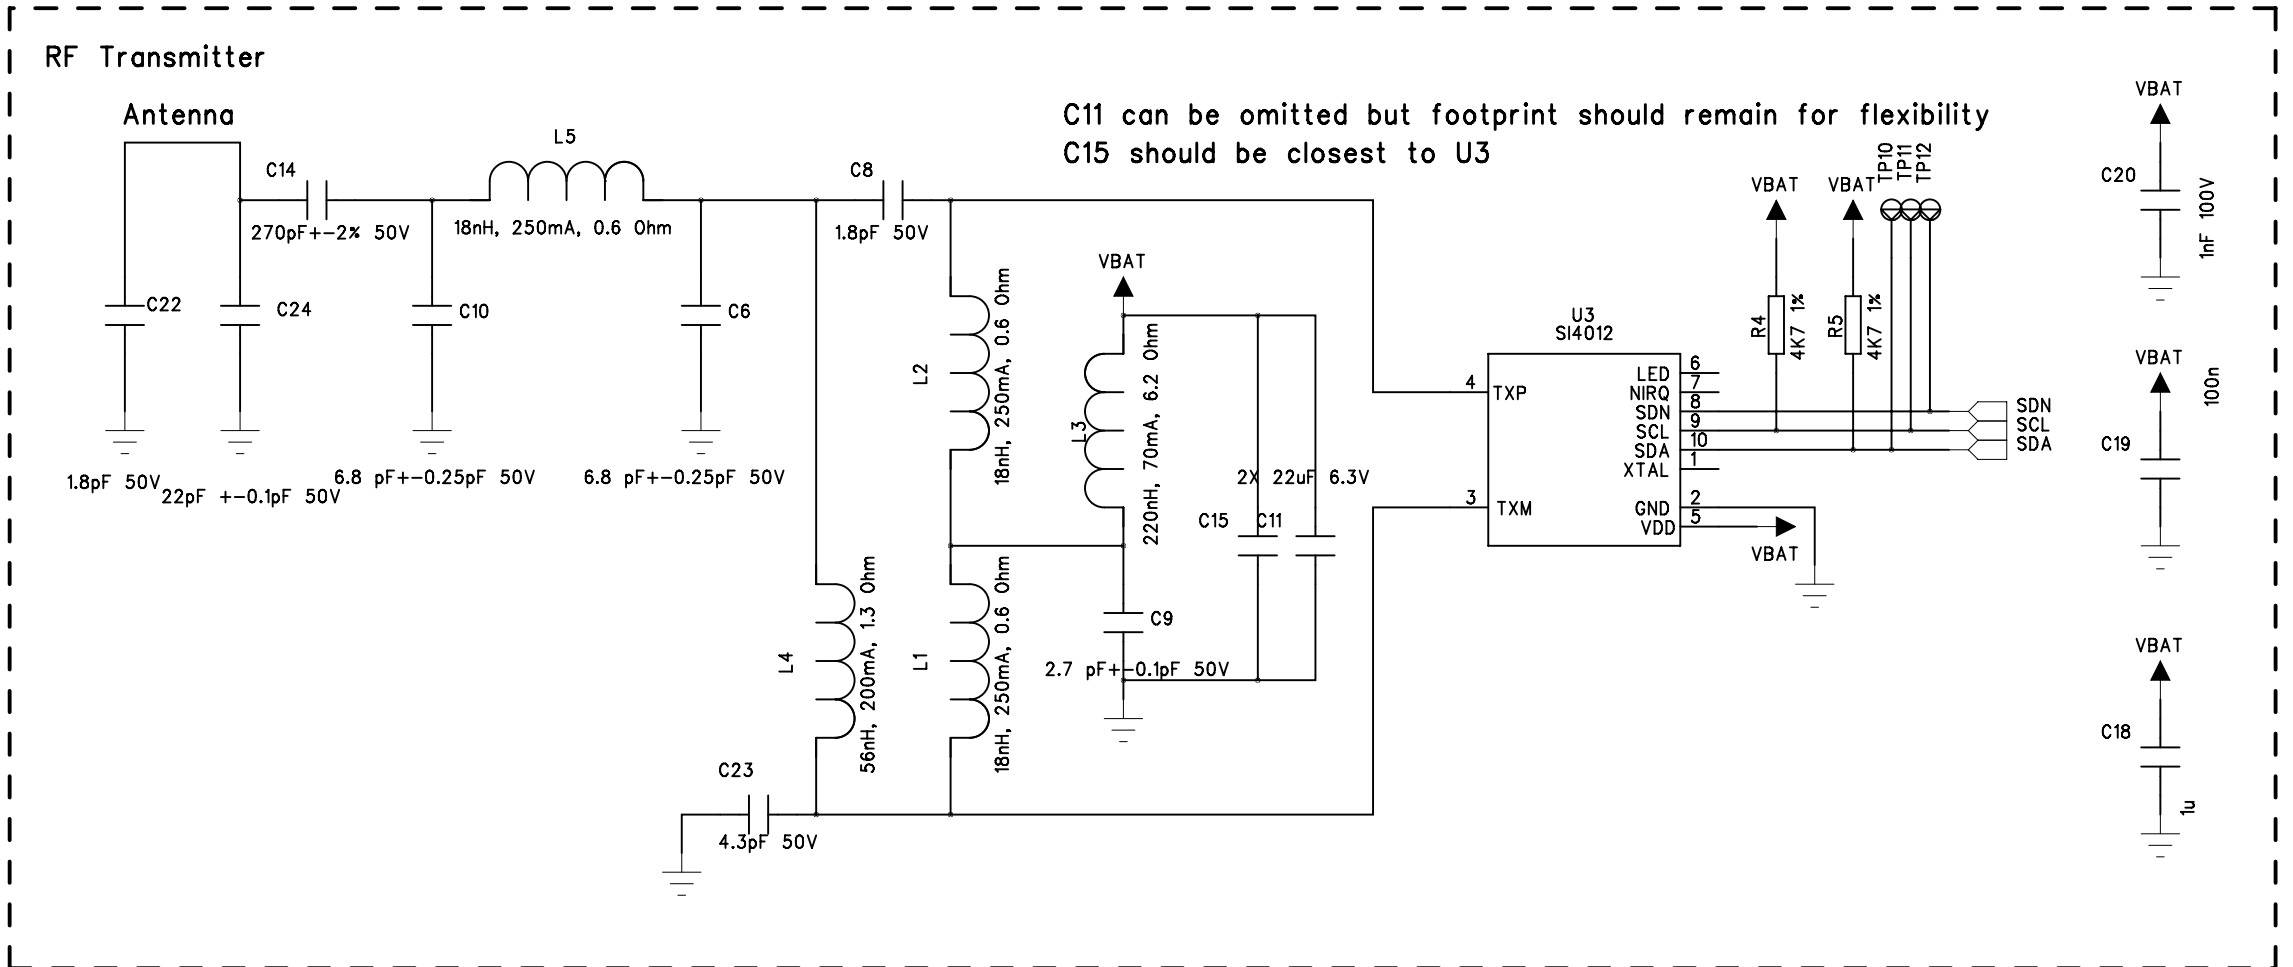 RF Transmitter
Antenna
C11 can be omitted but footprint should remain for flexibility
C15 should be closest to U3
L5
C14
270pF+-2% 50V
18nH, 250mA, 0.6 Ohm
C8
1.8pF 50V
C22
C24
C10
C6
1.8pF 50V
22pF +-0.1pF 50V
6.8 pF+-0.25pF 50V
6.8 pF+-0.25pF 50V
L2
18nH, 250mA, 0.6 Ohm
VBAT
L3
220nH, 70mA, 6.2 Ohm
2X 22uF 6.3V
C15
C11
C9
2.7 pF+-0.1pF 50V
L4
56nH, 200mA, 1.3 Ohm
L1
18nH, 250mA, 0.6 Ohm
C23
4.3pF 50V
U3
SI4012
4
TXP
3
TXM
LED
6
NIRQ
7
SDN
8
SCL
9
SDA
10
XTAL
1
GND
2
VDD
5
VBAT
VBAT
R4
4K7 1%
VBAT
R5
4K7 1%
TP10
TP11
TP12
SDN
SCL
SDA
VBAT
C20
1nF 100V
VBAT
C19
100n
VBAT
C18
1u